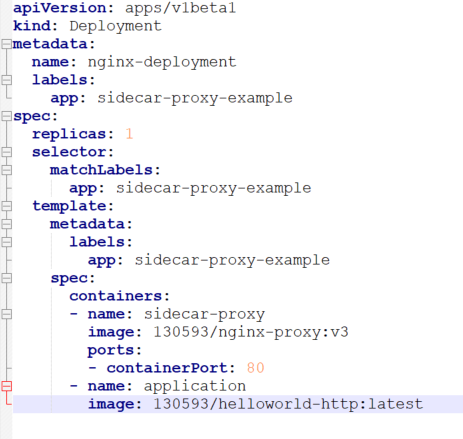 apiVersion: apps/v1beta1
kind: Deployment
metadata:
  name: nginx-deployment
  labels:
    app: sidecar-proxy-example
spec:
  replicas: 1
  selector:
    matchLabels:
      app: sidecar-proxy-example
  template:
    metadata:
      labels:
        app: sidecar-proxy-example
    spec:
      containers:
      - name: sidecar-proxy
        image: 130593/nginx-proxy:v3
        ports:
        - containerPort: 80
      - name: application
        image: 130593/helloworld-http:latest